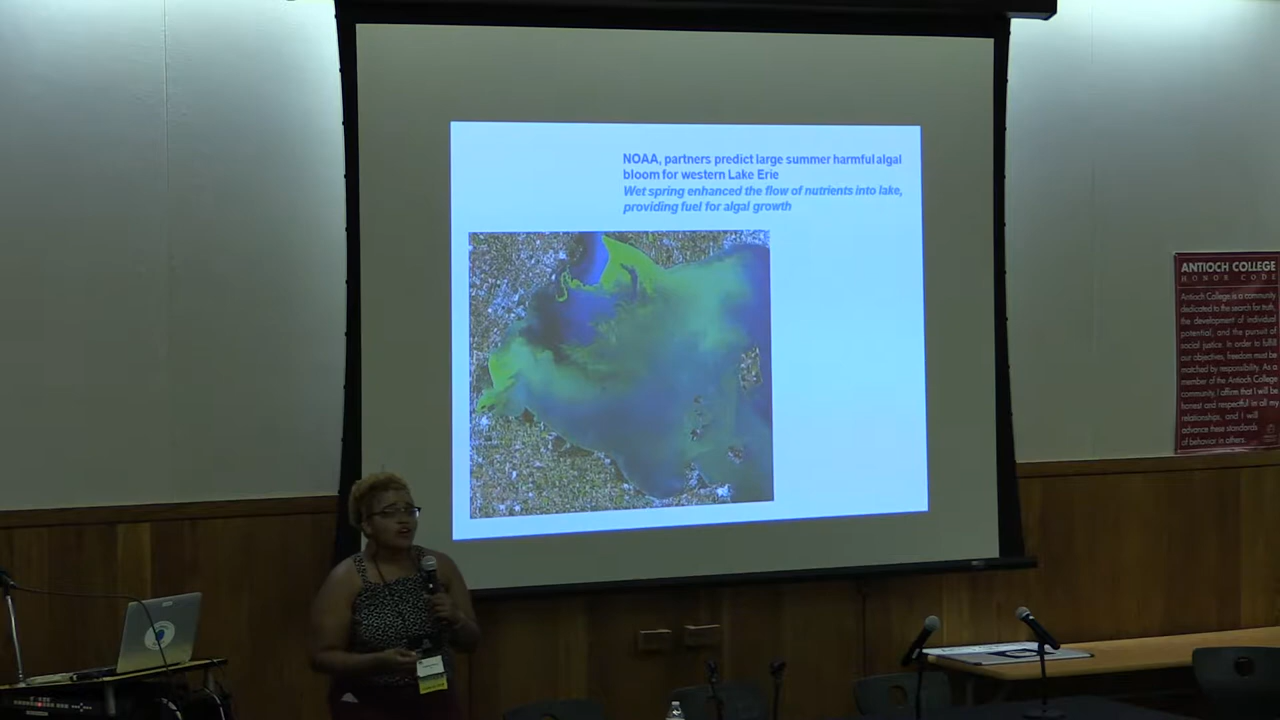 NOAA, partners predict large summer harmful algal
bloom for western Lake Erie
Wet spring enhanced the flow of nutrients into lake,
providing fuel for algal growth
ANTIOCH COLLEGE
HONOR CODE
Antioch College is a community
dedicated to the search for truth,
the development of individual
potential, and the pursuit of
social justice. In order to fulfill
our objectives, freedom must be
matched by responsibility. As a
member of the Antioch College
community, I affirm that I will be
honest and respectful in all my
relationships, and I will
advance these standards
of behavior in others.